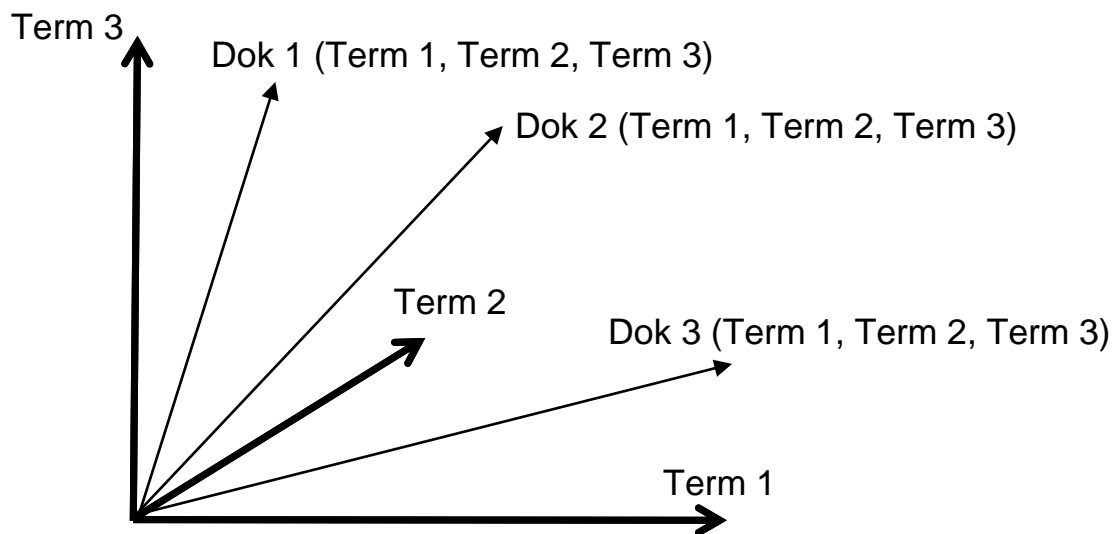 Term 3
Dok 1 (Term 1, Term 2, Term 3)
Dok 2 (Term 1, Term 2, Term 3)
Term 2
Dok 3 (Term 1, Term 2, Term 3)
Term 1